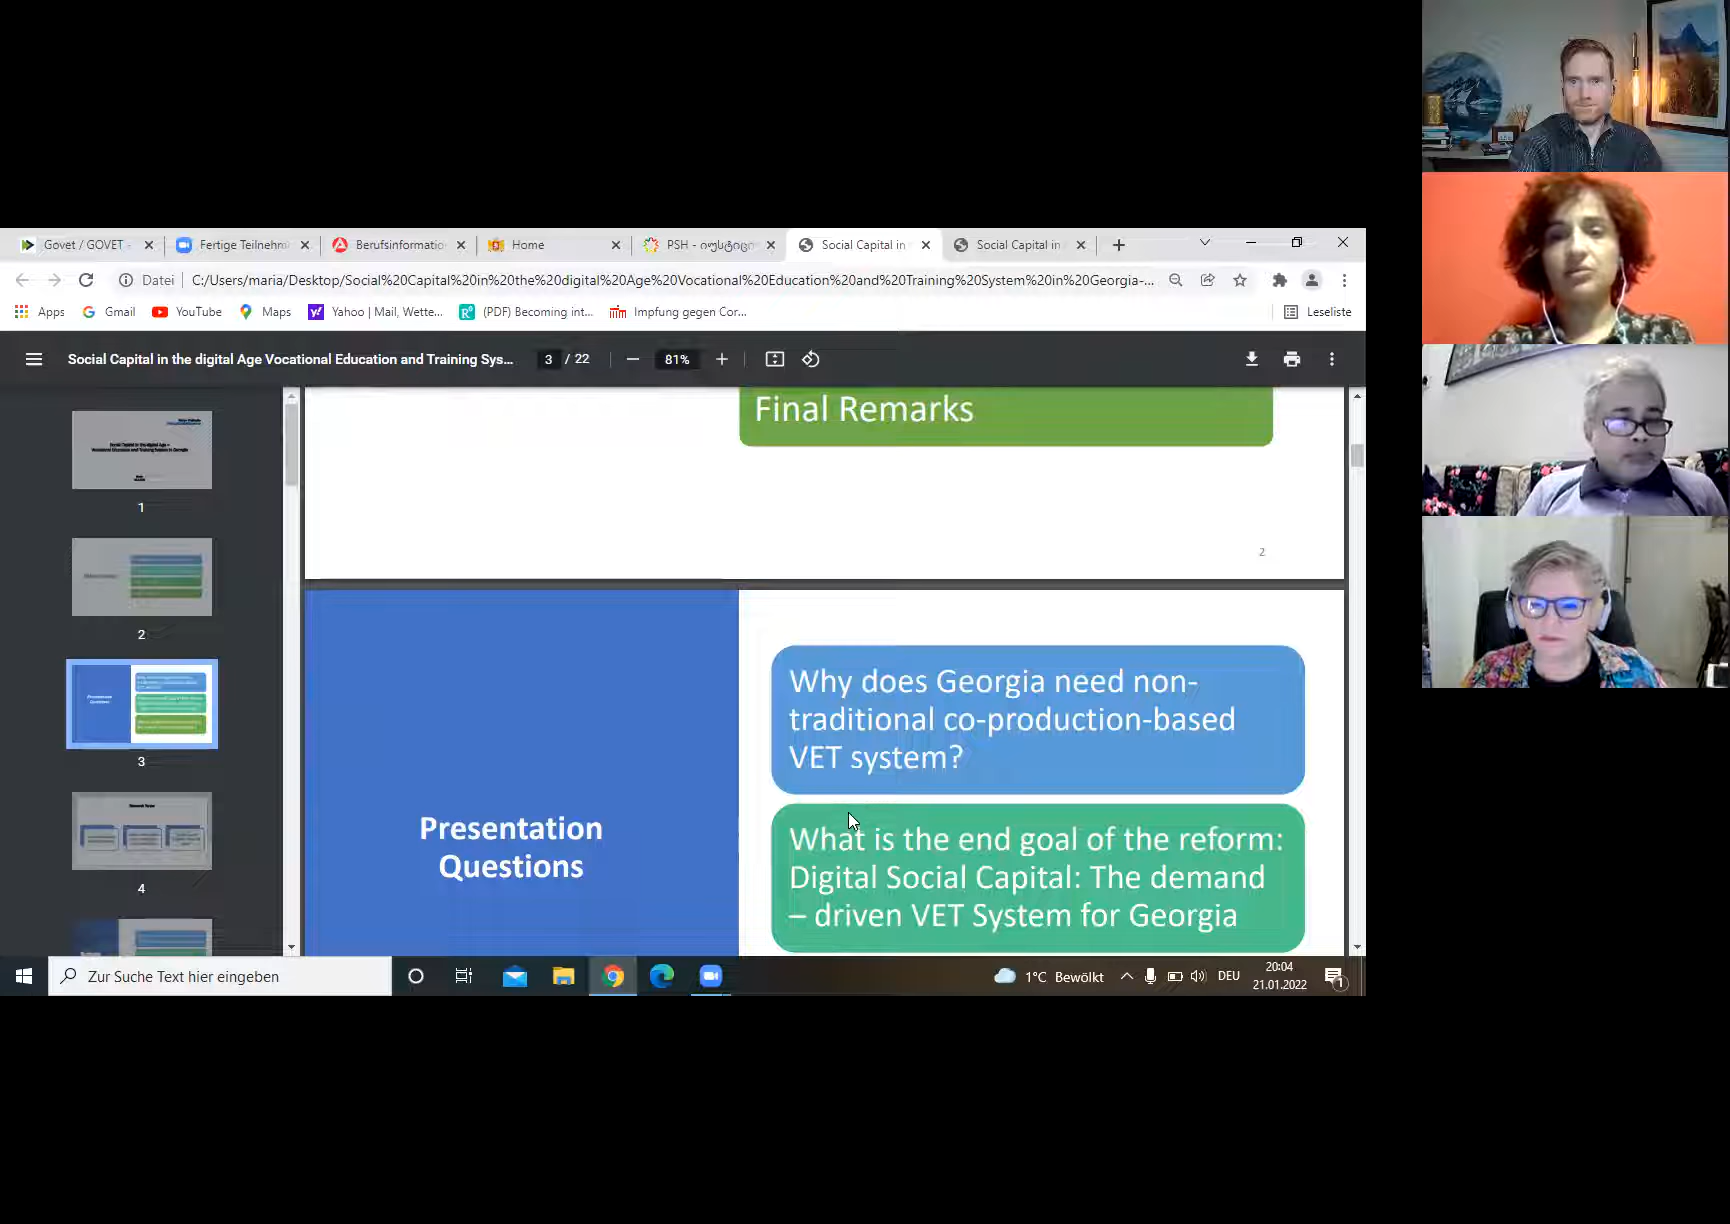 Govet / GOVET -
Fertige Teilnehm
Berufsinformatio
Home
PSH - იუსტიცი
Social Capital in
Social Capital in
Datei
C:/Users/maria/Desktop/Social%20Capital%20in%20the%20digital%20Age%20Vocational%20Education%20and%20Training%20System%20in%20Georgia-...
Apps
Gmail
YouTube
Maps
Yahoo | Mail, Wette...
(PDF) Becoming int...
Impfung gegen Cor...
Leseliste
Social Capital in the digital Age Vocational Education and Training Sys...
3 / 22
81%
1
2
Presentation
Questions
3
4
Final Remarks
2
Presentation
Questions
Why does Georgia need non-
traditional co-production-based
VET system?
What is the end goal of the reform:
Digital Social Capital: The demand
– driven VET System for Georgia
Zur Suche Text hier eingeben
1°C Bewölkt
DEU
20:04
21.01.2022
1